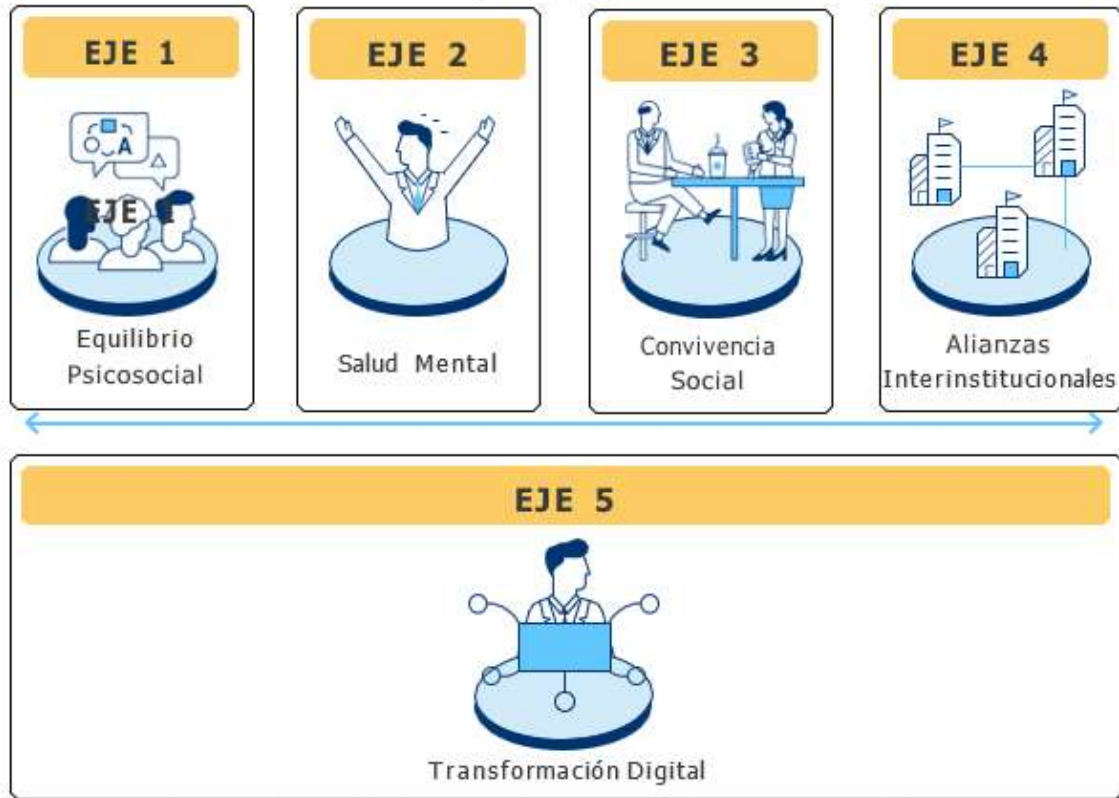 EJE 1
EJE 2
EJE 3
EJE 4
A
EJE
Equilibrio
Psicosocial
Salud Mental
Convivencia
Social
Alianzas
Interinstitucionales
EJE 5
Transformación Digital